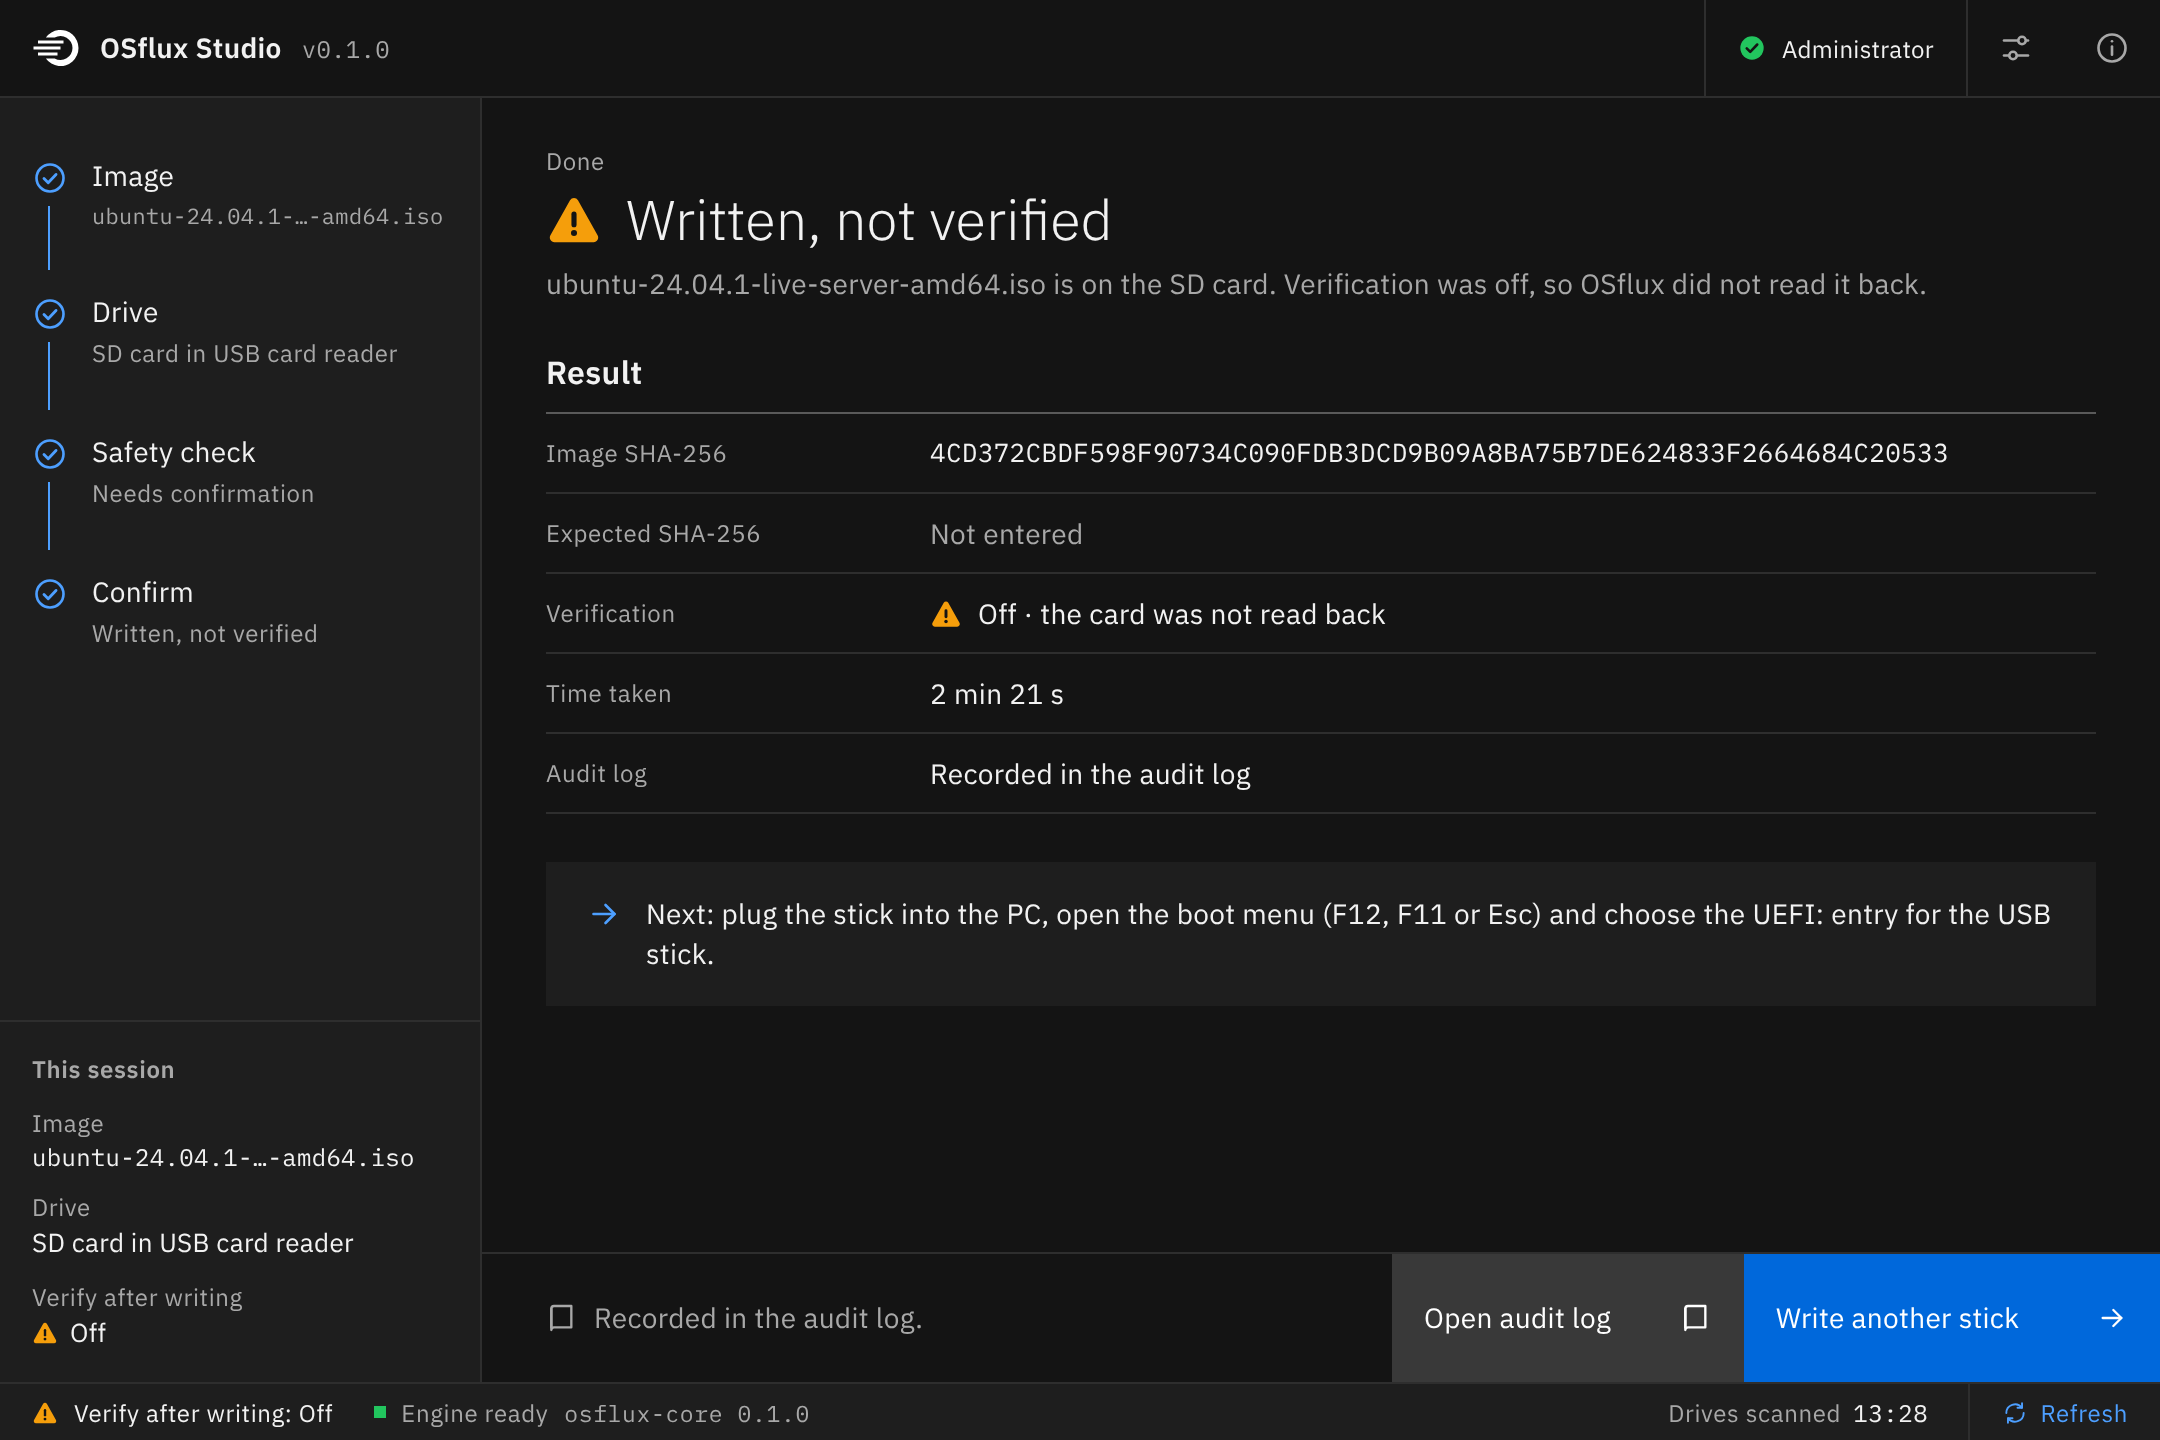 OSflux Studio v0.1.0
Administrator
Image
ubuntu-24.04.1-…-amd64.iso
Drive
SD card in USB card reader
Safety check
Needs confirmation
Confirm
Written, not verified
This session
Image
ubuntu-24.04.1-…-amd64.iso
Drive
SD card in USB card reader
Verify after writing
Off
Done
Written, not verified
ubuntu-24.04.1-live-server-amd64.iso is on the SD card. Verification was off, so OSflux did not read it back.
Result
Image SHA-256 4CD372CBDF598F90734C090FDB3DCD9B09A8BA75B7DE624833F2664684C20533
Expected SHA-256 Not entered
Verification Off · the card was not read back
Time taken 2 min 21 s
Audit log Recorded in the audit log
Next: plug the stick into the PC, open the boot menu (F12, F11 or Esc) and choose the UEFI: entry for the USB
stick.
Recorded in the audit log.
Open audit log
Write another stick
Verify after writing: Off
Engine ready osflux-core 0.1.0
Drives scanned 13:28
Refresh